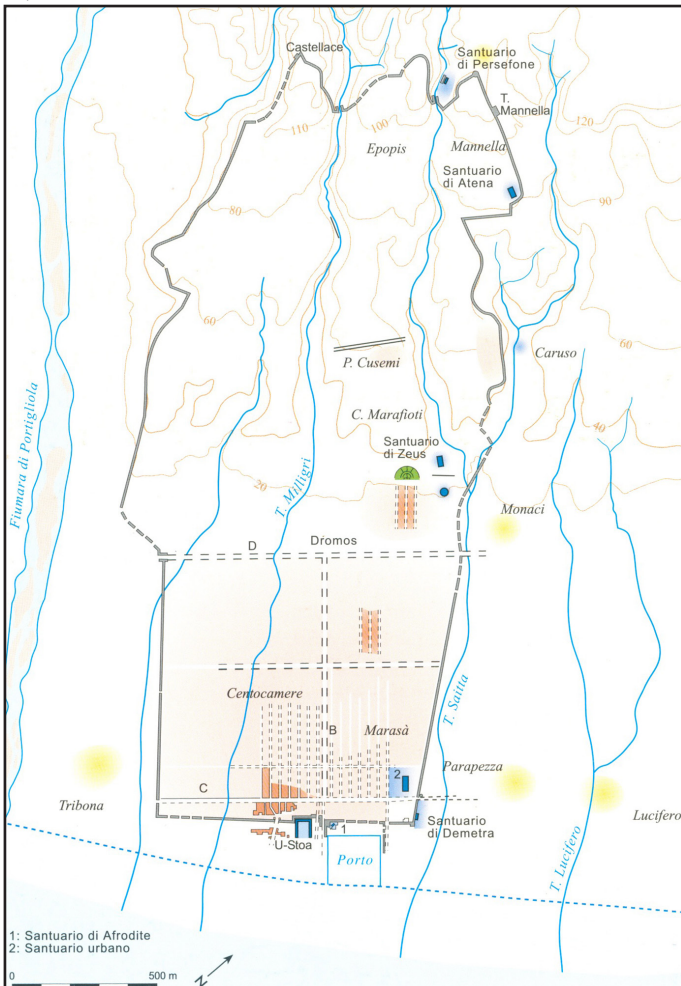 Castellace
Santuario
di Persefone
T.
Mannella
110
100
120
Epopis
Mannella
Santuario
di Atena
80
90
60
P. Cusemi
Caruso
60
C. Marafioti
40
Santuario
di Zeus
Fiumara di Portigliola
T. Milligri
20
Monaci
D
Dromos
Centocamere
B
Marasà
T. Saitta
2
Parapezza
C
Tribona
Lucifero
Santuario
di Demetra
1
U-Stoa
Porto
T. Lucifero
1: Santuario di Afrodite
2: Santuario urbano
0
500 m
N